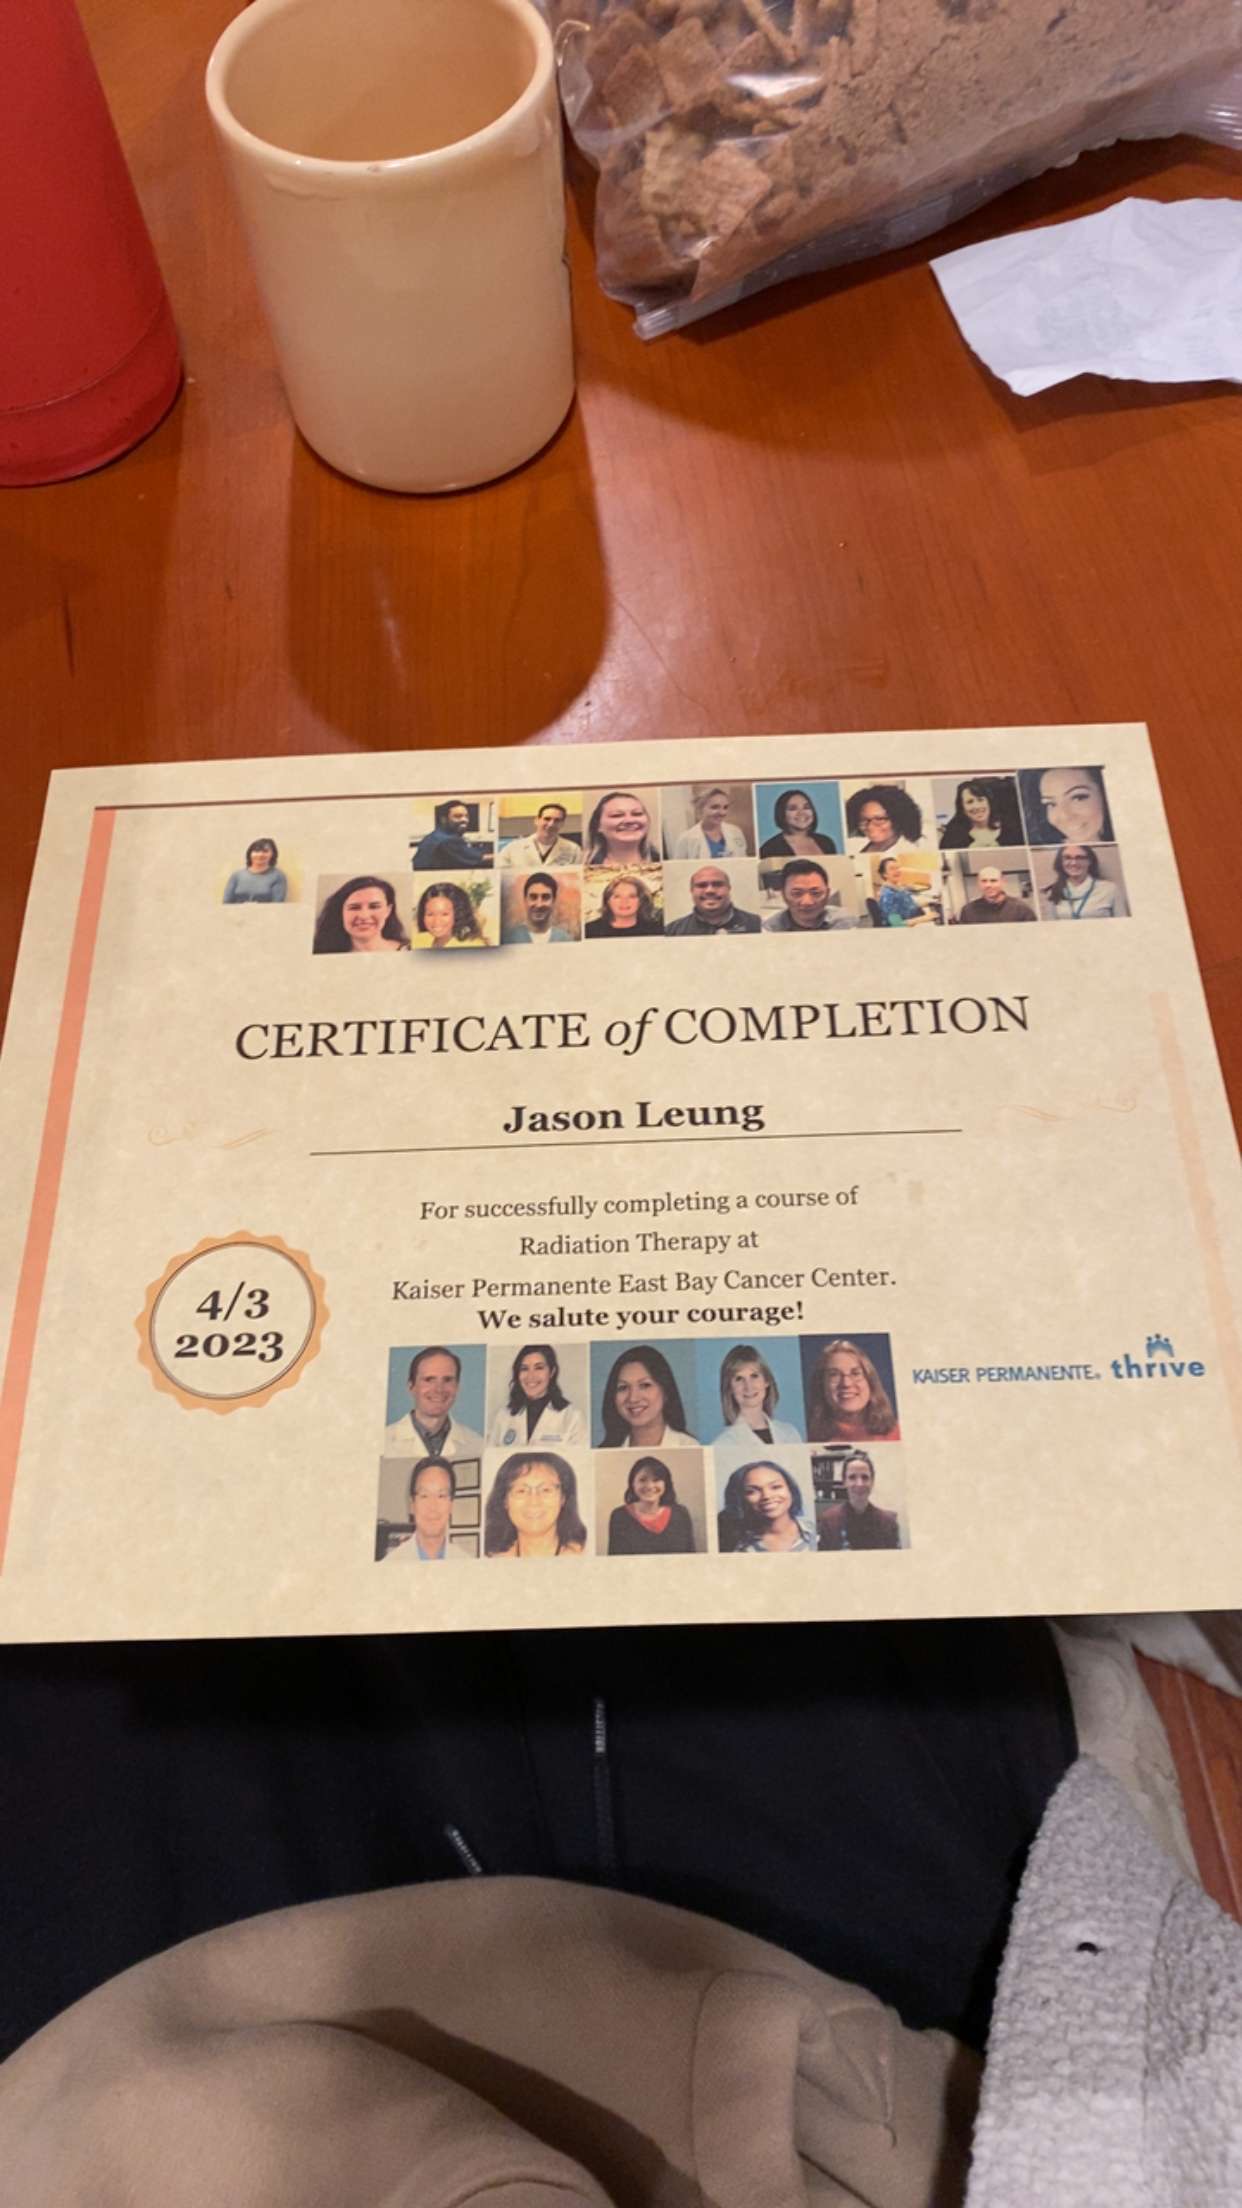 CERTIFICATE of COMPLETION
Jason Leung
For successfully completing a course of
Radiation Therapy at
Kaiser Permanente East Bay Cancer Center.
We salute your courage!
4/3
2023
KAISER PERMANENTE® thrive